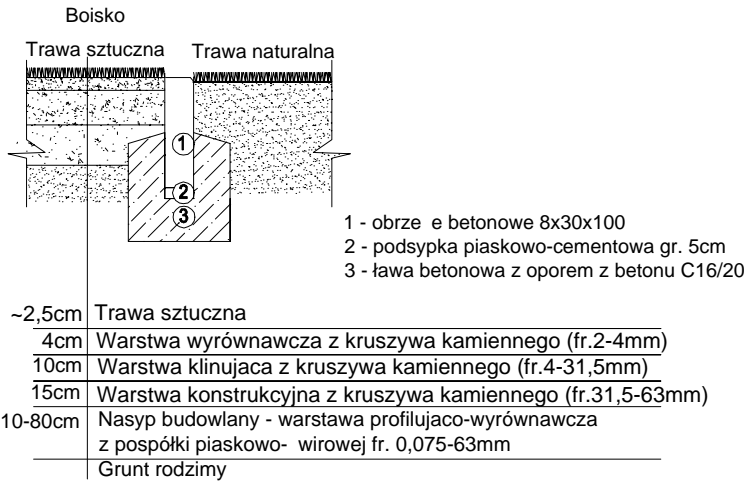 Boisko
Trawa sztuczna Trawa naturalna
1
2
3
1 - obrze e betonowe 8x30x100
2 - podsypka piaskowo-cementowa gr. 5cm
3 - ława betonowa z oporem z betonu C16/20
~2,5cm Trawa sztuczna
4cm Warstwa wyrównawcza z kruszywa kamiennego (fr.2-4mm)
10cm Warstwa klinujaca z kruszywa kamiennego (fr.4-31,5mm)
15cm Warstwa konstrukcyjna z kruszywa kamiennego (fr.31,5-63mm)
10-80cm Nasyp budowlany - warstawa profilujaco-wyrównawcza
z pospółki piaskowo- wirowej fr. 0,075-63mm
Grunt rodzimy